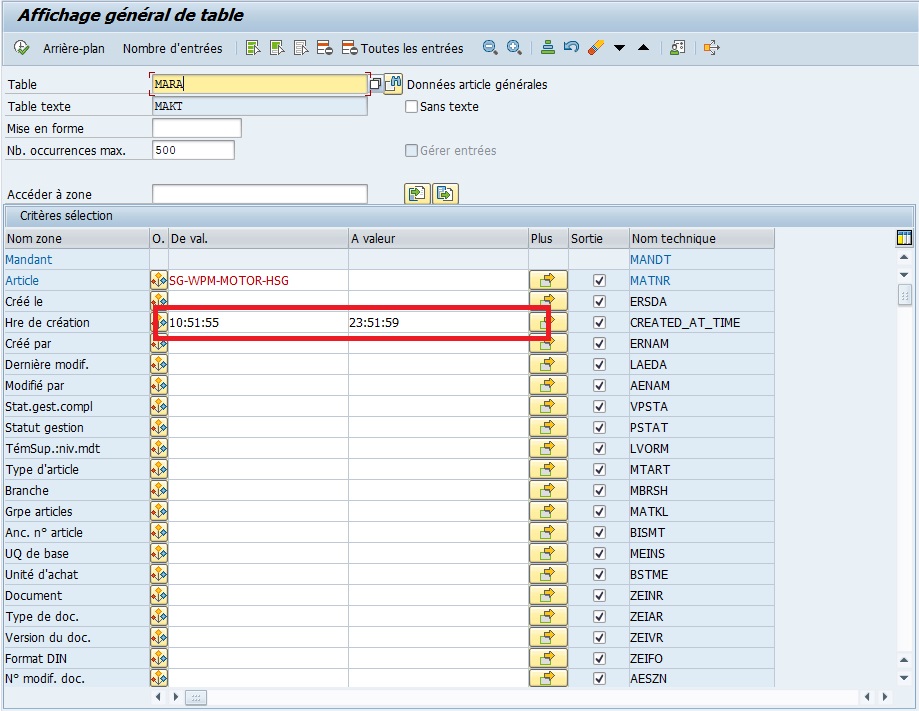 Affichage général de table
Arrière-plan Nombre d'entrées Toutes les entrées
Table MARA Données article générales
Table texte MAKT Sans texte
Mise en forme
Nb. occurrences max. 500 Gérer entrées
Accéder à zone
Critères sélection
Nom zone O. De val. A valeur Plus Sortie Nom technique
Mandant MANDT
Article SG-WPM-MOTOR-HSG MATNR
Créé le ERSDA
Hre de création 10:51:55 23:51:59 CREATED_AT_TIME
Créé par ERNAM
Dernière modif. LAEDA
Modifié par AENAM
Stat.gest.compl VPSTA
Statut gestion PSTAT
TémSup.:niv.mdt LVORM
Type d'article MTART
Branche MBRSH
Grpe articles MATKL
Anc. n° article BISMT
UQ de base MEINS
Unité d'achat BSTME
Document ZEINR
Type de doc. ZEIAR
Version du doc. ZEIVR
Format DIN ZEIFO
N° modif. doc. AESZN